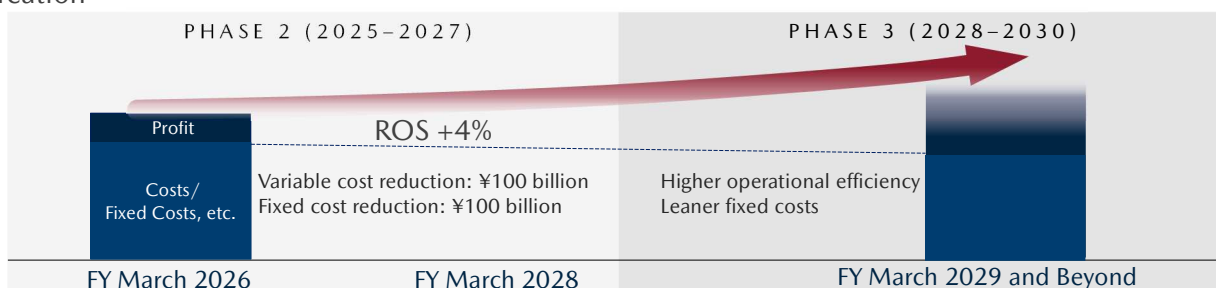 PHASE 2 (2025–2027)
PHASE 3 (2028–2030)
Profit
ROS +4%
Costs/
Fixed Costs, etc.
Variable cost reduction: ¥100 billion
Fixed cost reduction: ¥100 billion
Higher operational efficiency
Leaner fixed costs
FY March 2026
FY March 2028
FY March 2029 and Beyond